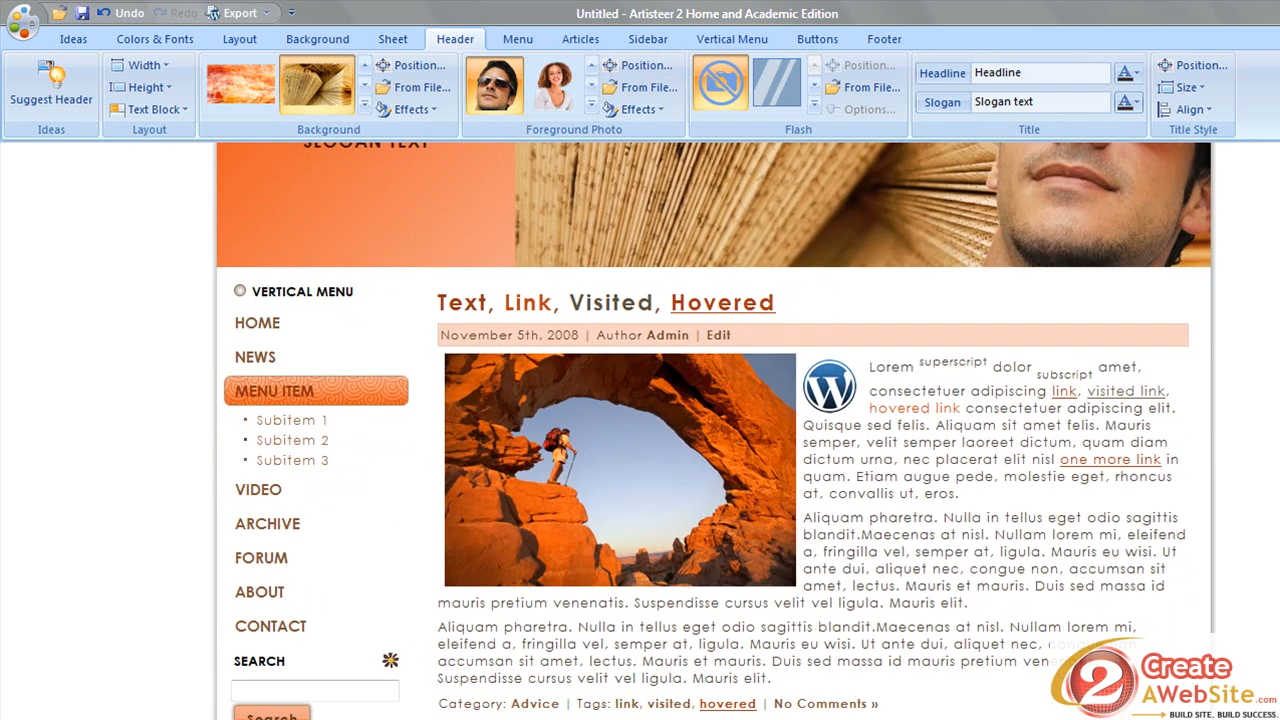 Untitled - Artisteer 2 Home and Academic Edition
Undo Redo Export
Ideas Colors & Fonts Layout Background Sheet Header Menu Articles Sidebar Vertical Menu Buttons Footer
Suggest Header
Ideas
Width
Height
Text Block
Layout
Position...
From File...
Effects
Background
Position...
From File...
Effects
Foreground Photo
Position...
From File...
Options...
Flash
Headline Headline
Slogan Slogan text
Title
Position...
Size
Align
Title Style
SLOGAN TEXT
VERTICAL MENU
HOME
NEWS
MENU ITEM
Subitem 1
Subitem 2
Subitem 3
VIDEO
ARCHIVE
FORUM
ABOUT
CONTACT
SEARCH
Search
Text, Link, Visited, Hovered
November 5th, 2008 | Author Admin | Edit
Lorem superscript dolor subscript amet,
consectetuer adipiscing link, visited link,
hovered link consectetuer adipiscing elit.
Quisque sed felis. Aliquam sit amet felis. Mauris
semper, velit semper laoreet dictum, quam diam
dictum urna, nec placerat elit nisl one more link in
quam. Etiam augue pede, molestie eget, rhoncus
at, convallis ut, eros.
Aliquam pharetra. Nulla in tellus eget odio sagittis
blandit.Maecenas at nisl. Nullam lorem mi, eleifend
a, fringilla vel, semper at, ligula. Mauris eu wisi. Ut
ante dui, aliquet nec, congue non, accumsan sit
amet, lectus. Mauris et mauris. Duis sed massa id
mauris pretium venenatis. Suspendisse cursus velit vel ligula. Mauris elit.
Aliquam pharetra. Nulla in tellus eget odio sagittis blandit.Maecenas at nisl. Nullam lorem mi,
eleifend a, fringilla vel, semper at, ligula. Mauris eu wisi. Ut ante dui, aliquet nec,
accumsan sit amet, lectus. Mauris et mauris. Duis sed massa id mauris pretium
Suspendisse cursus velit vel ligula. Mauris elit.
Category: Advice | Tags: link, visited, hovered | No Comments »
2 Create
AWebSite.com
BUILD SITE. BUILD SUCCESS.